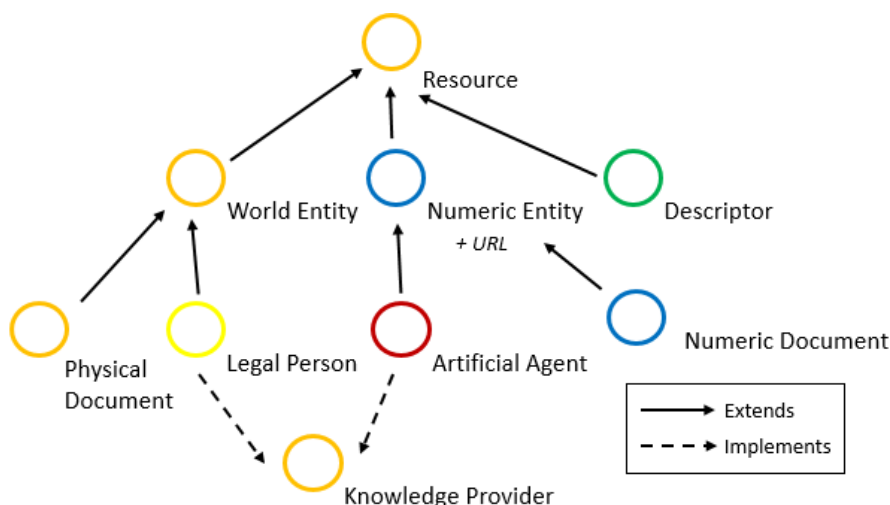 Resource
World Entity
Numeric Entity
+ URL
Descriptor
Physical
Document
Legal Person
Artificial Agent
Numeric Document
Extends
Implements
Knowledge Provider